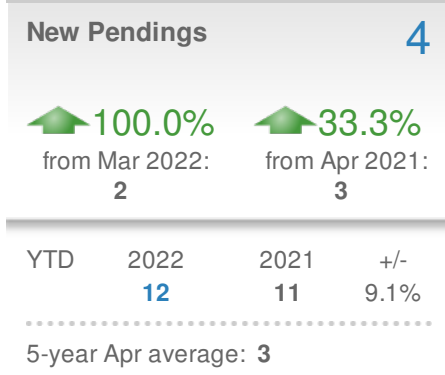 New Pendings 4
100.0% 33.3%
from Mar 2022: from Apr 2021:
2 3
YTD 2022 2021 +/-
12 11 9.1%
5-year Apr average: 3